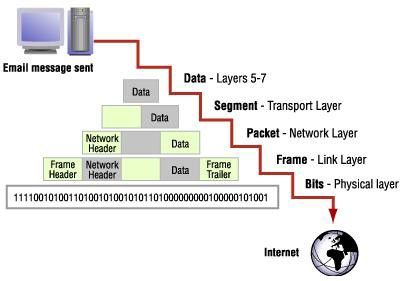 Email message sent
Data - Layers 5-7
Data
Segment - Transport Layer
Data
Packet - Network Layer
Network Header
Data
Frame - Link Layer
Frame Header
Network Header
Data
Frame Trailer
Bits - Physical layer
1111001010011010010100101011010000000000100000101001
Internet